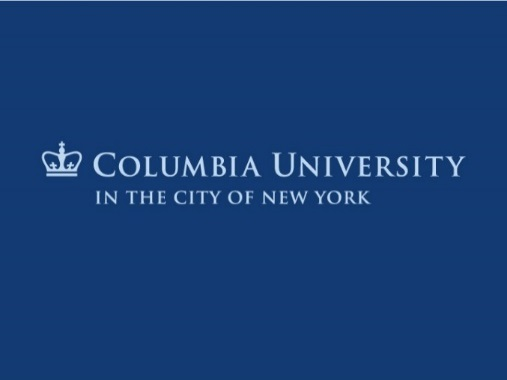 COLUMBIA UNIVERSITY
IN THE CITY OF NEW YORK